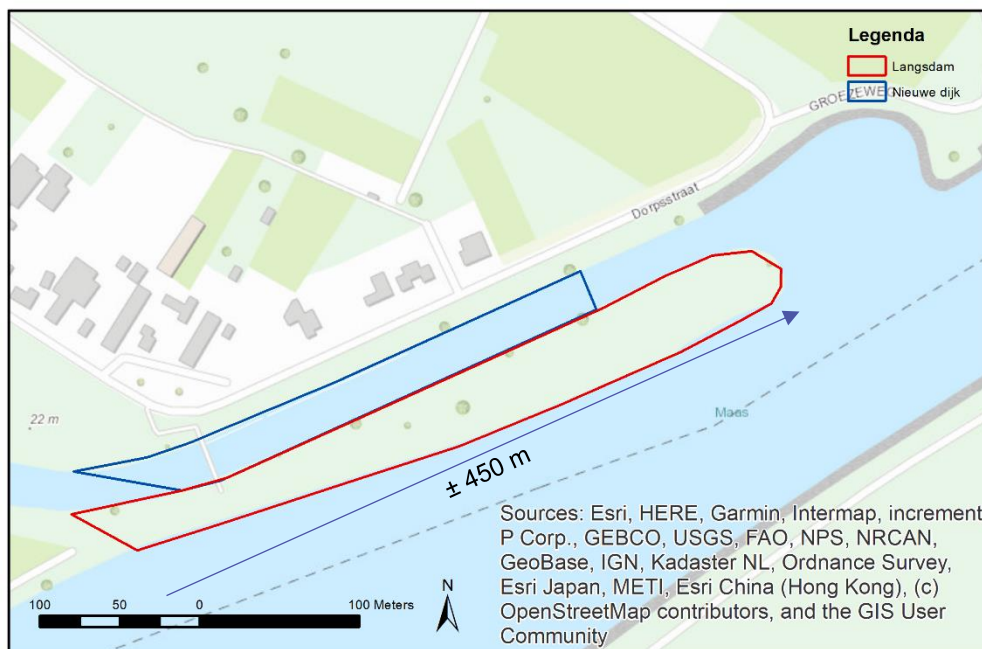 Legenda
Langsdam
Nieuwe dijk
GROEZEWEG
Dorpsstraat
22 m
Maas
± 450 m
Sources: Esri, HERE, Garmin, Intermap, increment
P Corp., GEBCO, USGS, FAO, NPS, NRCAN,
GeoBase, IGN, Kadaster NL, Ordnance Survey,
Esri Japan, METI, Esri China (Hong Kong), (c)
OpenStreetMap contributors, and the GIS User
Community
N
100 50 0 100 Meters